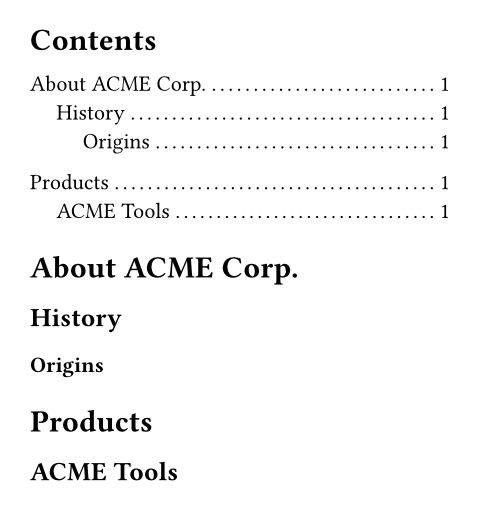 Contents
About ACME Corp. . . . . . . . . . . . . . . . . . . . . . . . . . . . 1
History . . . . . . . . . . . . . . . . . . . . . . . . . . . . . . . . . . . . . 1
Origins . . . . . . . . . . . . . . . . . . . . . . . . . . . . . . . . . . 1
Products . . . . . . . . . . . . . . . . . . . . . . . . . . . . . . . . . . . . . . . 1
ACME Tools . . . . . . . . . . . . . . . . . . . . . . . . . . . . . . . . 1
About ACME Corp.
History
Origins
Products
ACME Tools